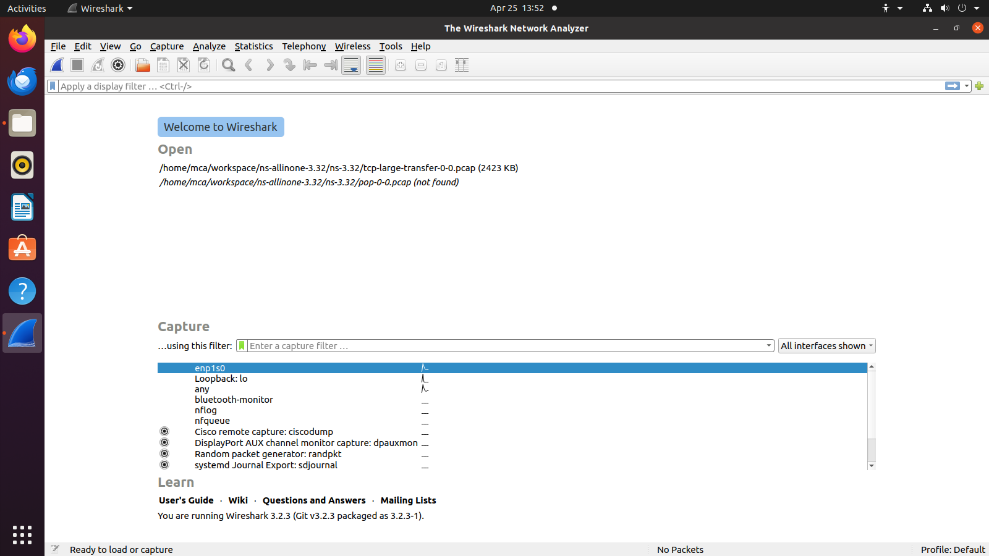 Activities Wireshark Apr 25 13:52
The Wireshark Network Analyzer
File Edit View Go Capture Analyze Statistics Telephony Wireless Tools Help
Apply a display filter … <Ctrl-/>
Welcome to Wireshark
Open
/home/mca/workspace/ns-allinone-3.32/ns-3.32/tcp-large-transfer-0-0.pcap (2423 KB)
/home/mca/workspace/ns-allinone-3.32/ns-3.32/pop-0-0.pcap (not found)
Capture
…using this filter: Enter a capture filter … All interfaces shown
enp1s0
Loopback: lo
any
bluetooth-monitor
nflog
nfqueue
Cisco remote capture: ciscodump
DisplayPort AUX channel monitor capture: dpauxmon
Random packet generator: randpkt
systemd Journal Export: sdjournal
Learn
User's Guide · Wiki · Questions and Answers · Mailing Lists
You are running Wireshark 3.2.3 (Git v3.2.3 packaged as 3.2.3-1).
Ready to load or capture No Packets Profile: Default